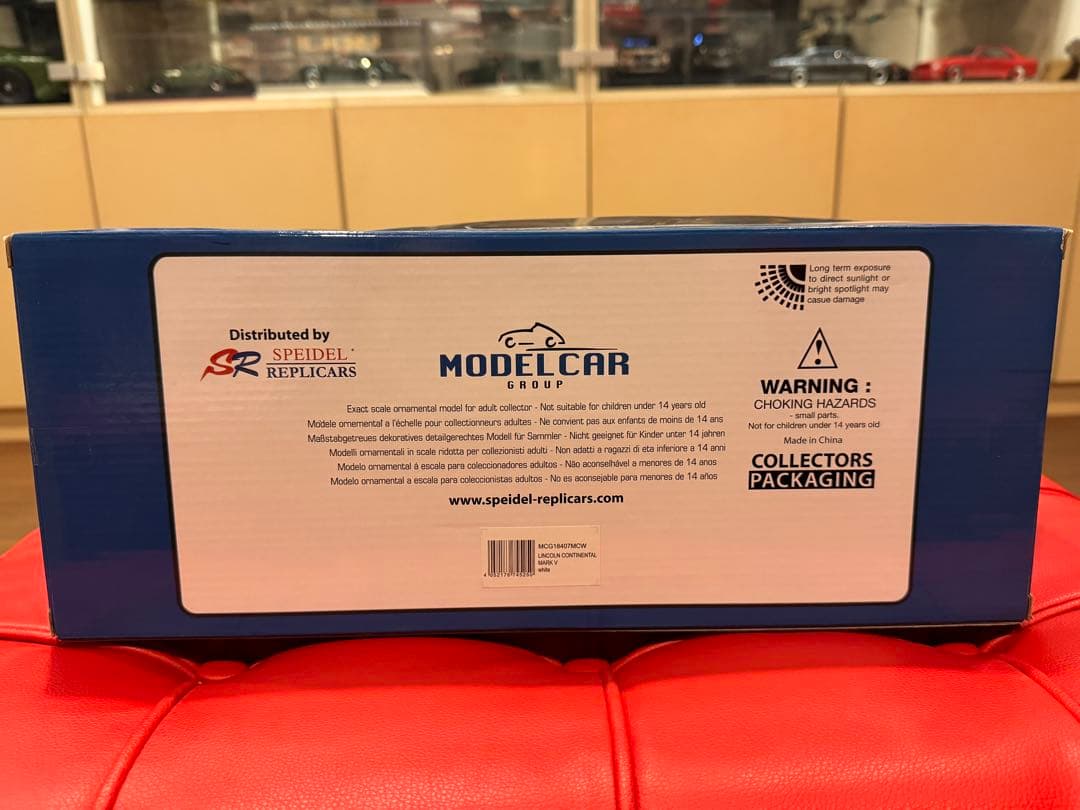 Long term exposure
to direct sunlight or
bright spotlight may
casue damage
Distributed by
SR SPEIDEL
REPLICARS
MODELCAR
GROUP
Exact scale ornamental model for adult collector - Not suitable for children under 14 years old
Modèle ornemental a l'échelle pour collectionneurs adultes - Ne convient pas aux enfants de moins de 14 ans
Maßstabgetreues dekoratives detailgerechtes Modell für Sammler - Nicht geeignet für Kinder unter 14 jahren
Modelli ornamentali in scale ridotta per collezionisti adulti - Non adatti a ragazzi di eta inferiore a 14 anni
Modelo ornamental à escala para coleccionadores adultos - Não aconselhável a menores de 14 anos
Modelo ornamental a escala para coleccionistas adultos - No es aconsejable para menores de 14 años
www.speidel-replicars.com
WARNING :
CHOKING HAZARDS
- small parts.
Not for children under 14 years old
Made in China
COLLECTORS
PACKAGING
MCG18407MCW
LINCOLN CONTINENTAL
MARK V
white